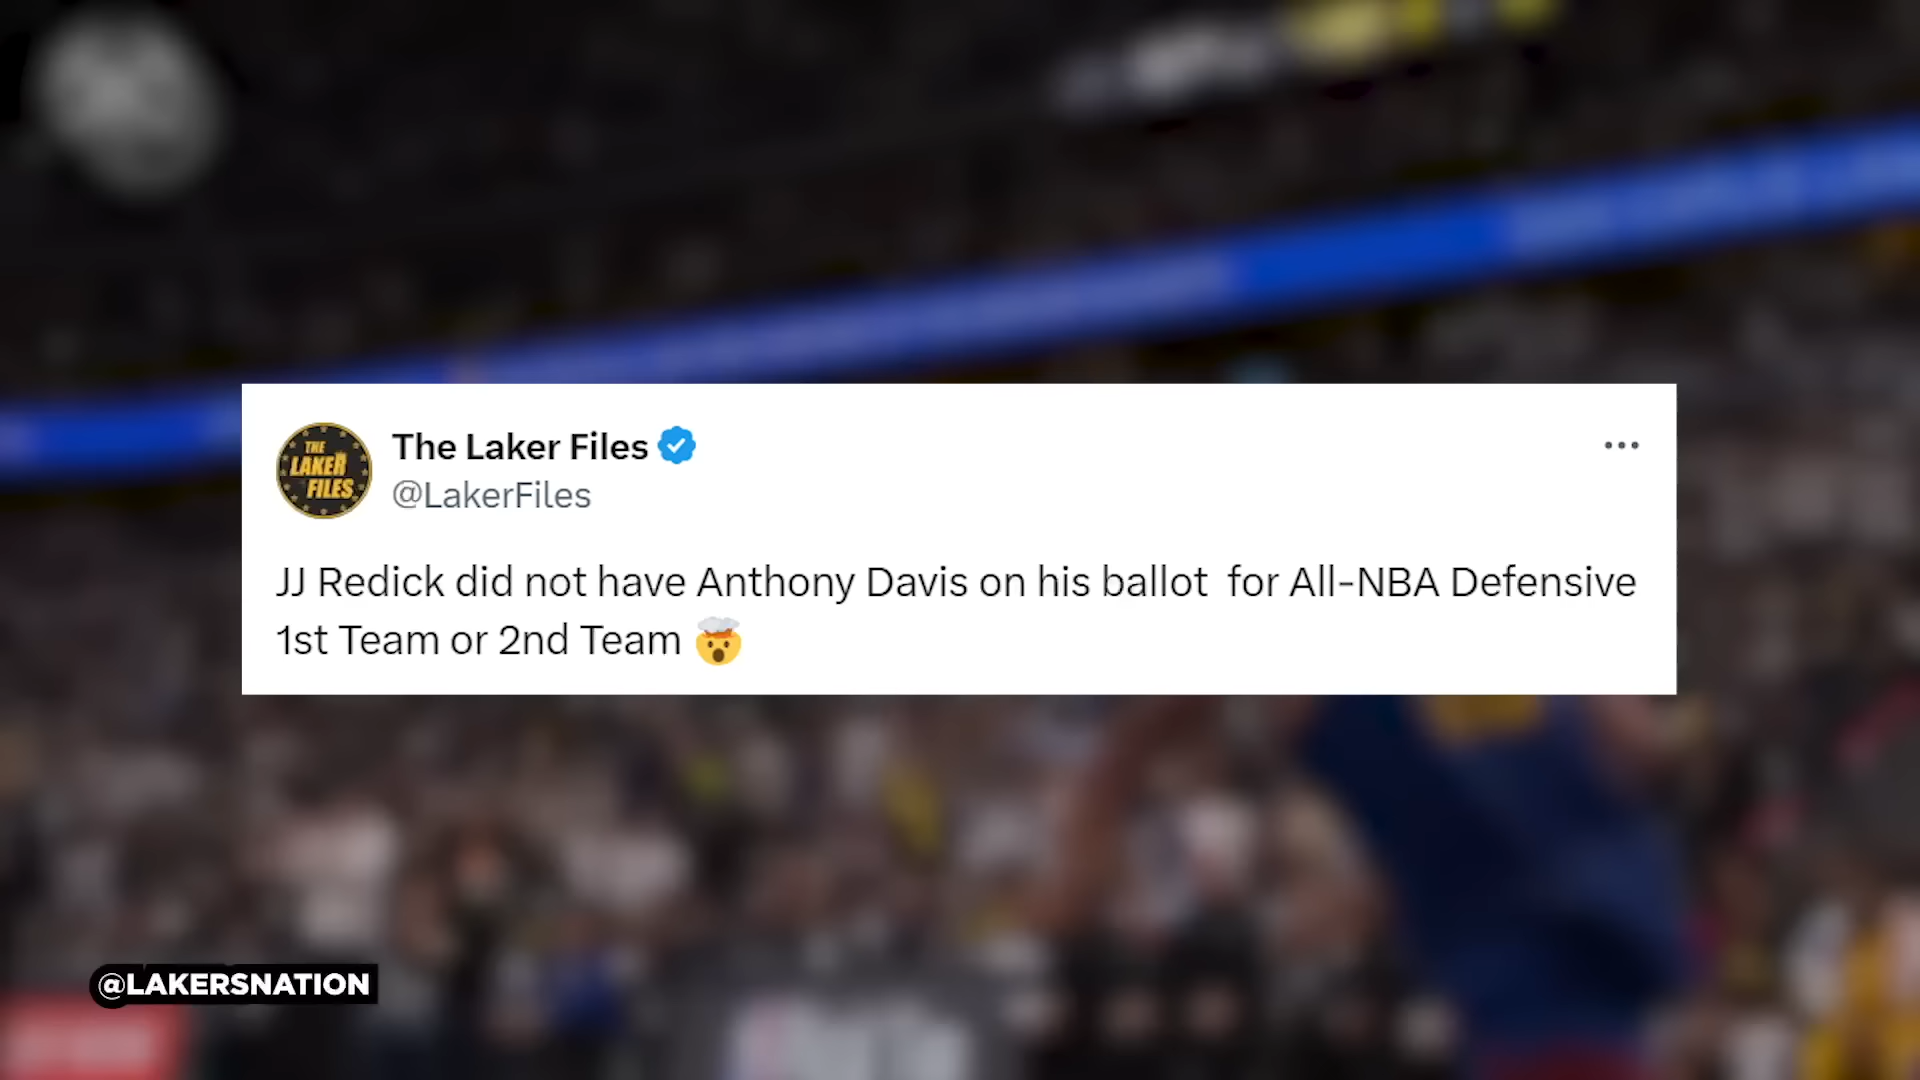 THE
LAKER
FILES
The Laker Files
@LakerFiles
JJ Redick did not have Anthony Davis on his ballot for All-NBA Defensive
1st Team or 2nd Team 🤯
@LAKERSNATION